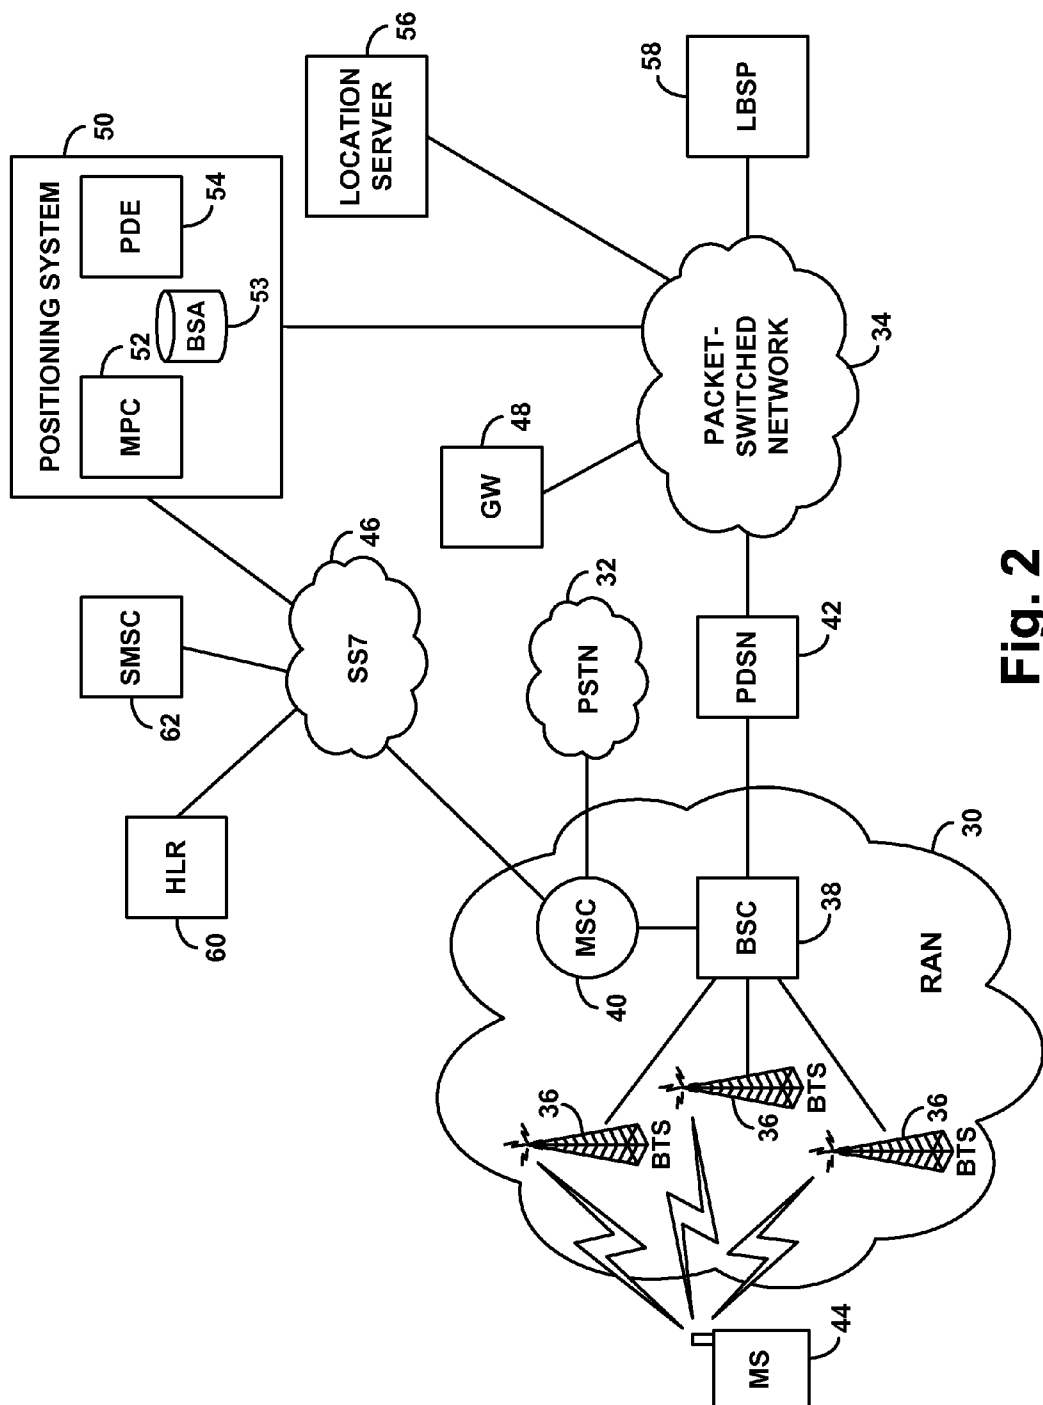 50
POSITIONING SYSTEM
52
MPC
BSA
53
PDE
54
56
LOCATION
SERVER
58
LBSP
62
SMSC
60
HLR
46
SS7
48
GW
32
PSTN
PACKET-
SWITCHED
NETWORK
34
40
MSC
BSC
38
PDSN
42
30
RAN
36
BTS
36
BTS
36
BTS
MS
44
Fig. 2